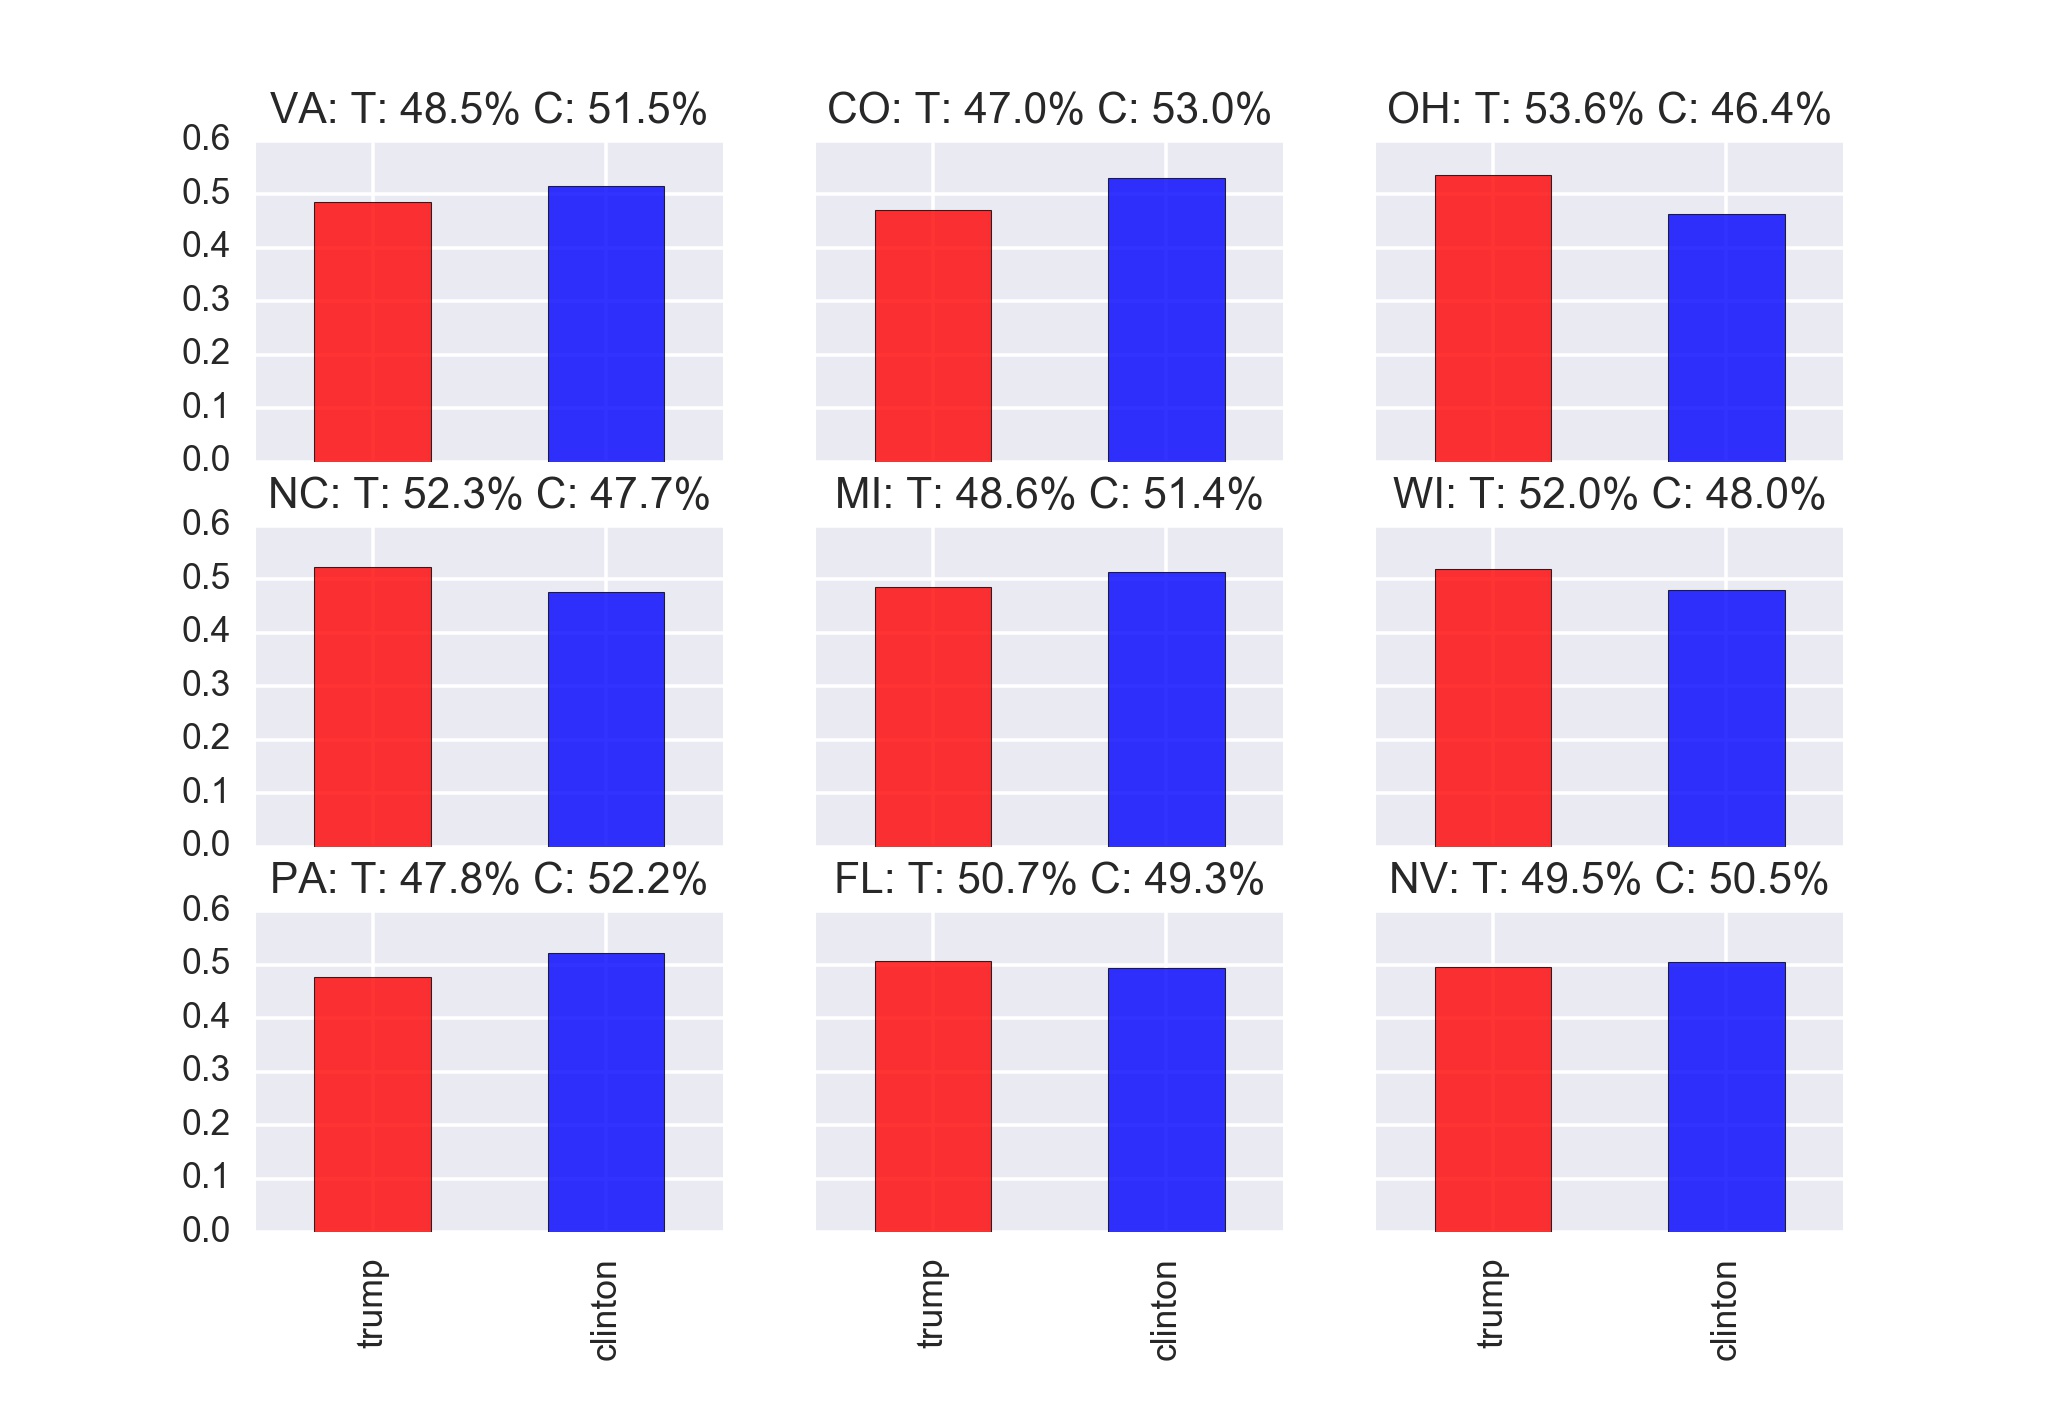 VA: T: 48.5% C: 51.5%
CO: T: 47.0% C: 53.0%
OH: T: 53.6% C: 46.4%
0.6
0.5
0.4
0.3
0.2
0.1
0.0
NC: T: 52.3% C: 47.7%
MI: T: 48.6% C: 51.4%
WI: T: 52.0% C: 48.0%
0.6
0.5
0.4
0.3
0.2
0.1
0.0
PA: T: 47.8% C: 52.2%
FL: T: 50.7% C: 49.3%
NV: T: 49.5% C: 50.5%
0.6
0.5
0.4
0.3
0.2
0.1
0.0
trump
clinton
trump
clinton
trump
clinton